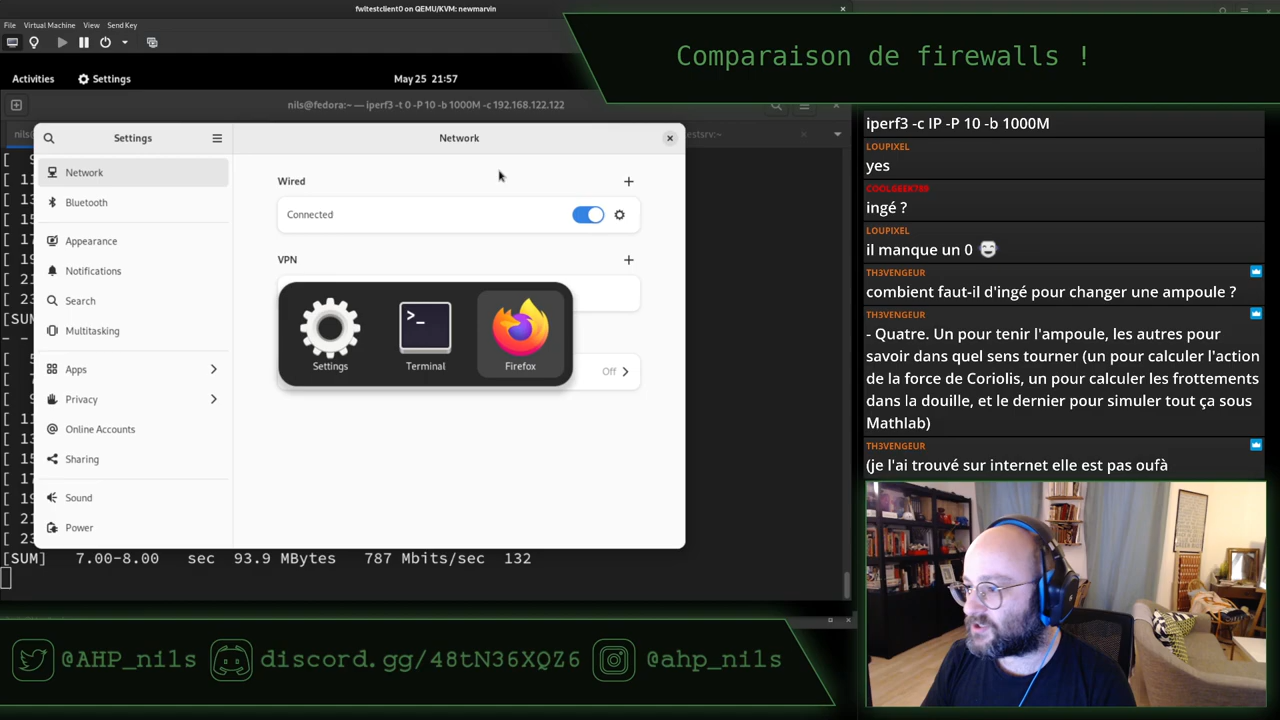 fwltestclient0 on QEMU/KVM: newmarvin
File Virtual Machine View Send Key
Activities
Settings
May 25 21:57
nils@fedora:~ — iperf3 -t 0 -P 10 -b 1000M -c 192.168.122.122
Settings
Network
Network
Bluetooth
Appearance
Notifications
Search
Multitasking
Apps
Privacy
Online Accounts
Sharing
Sound
Power
Wired
Connected
VPN
Off
Settings
Terminal
Firefox
[SUM] 7.00-8.00 sec 93.9 MBytes 787 Mbits/sec 132
Comparaison de firewalls !
iperf3 -c IP -P 10 -b 1000M
LOUPIXEL
yes
COOLGEEK788
ingé ?
LOUPIXEL
il manque un 0
TH3VENGEUR
combient faut-il d'ingé pour changer une ampoule ?
TH3VENGEUR
- Quatre. Un pour tenir l'ampoule, les autres pour
savoir dans quel sens tourner (un pour calculer l'action
de la force de Coriolis, un pour calculer les frottements
dans la douille, et le dernier pour simuler tout ça sous
Mathlab)
TH3VENGEUR
(je l'ai trouvé sur internet elle est pas oufà
@AHP_nils
discord.gg/48tN36XQZ6
@ahp_nils